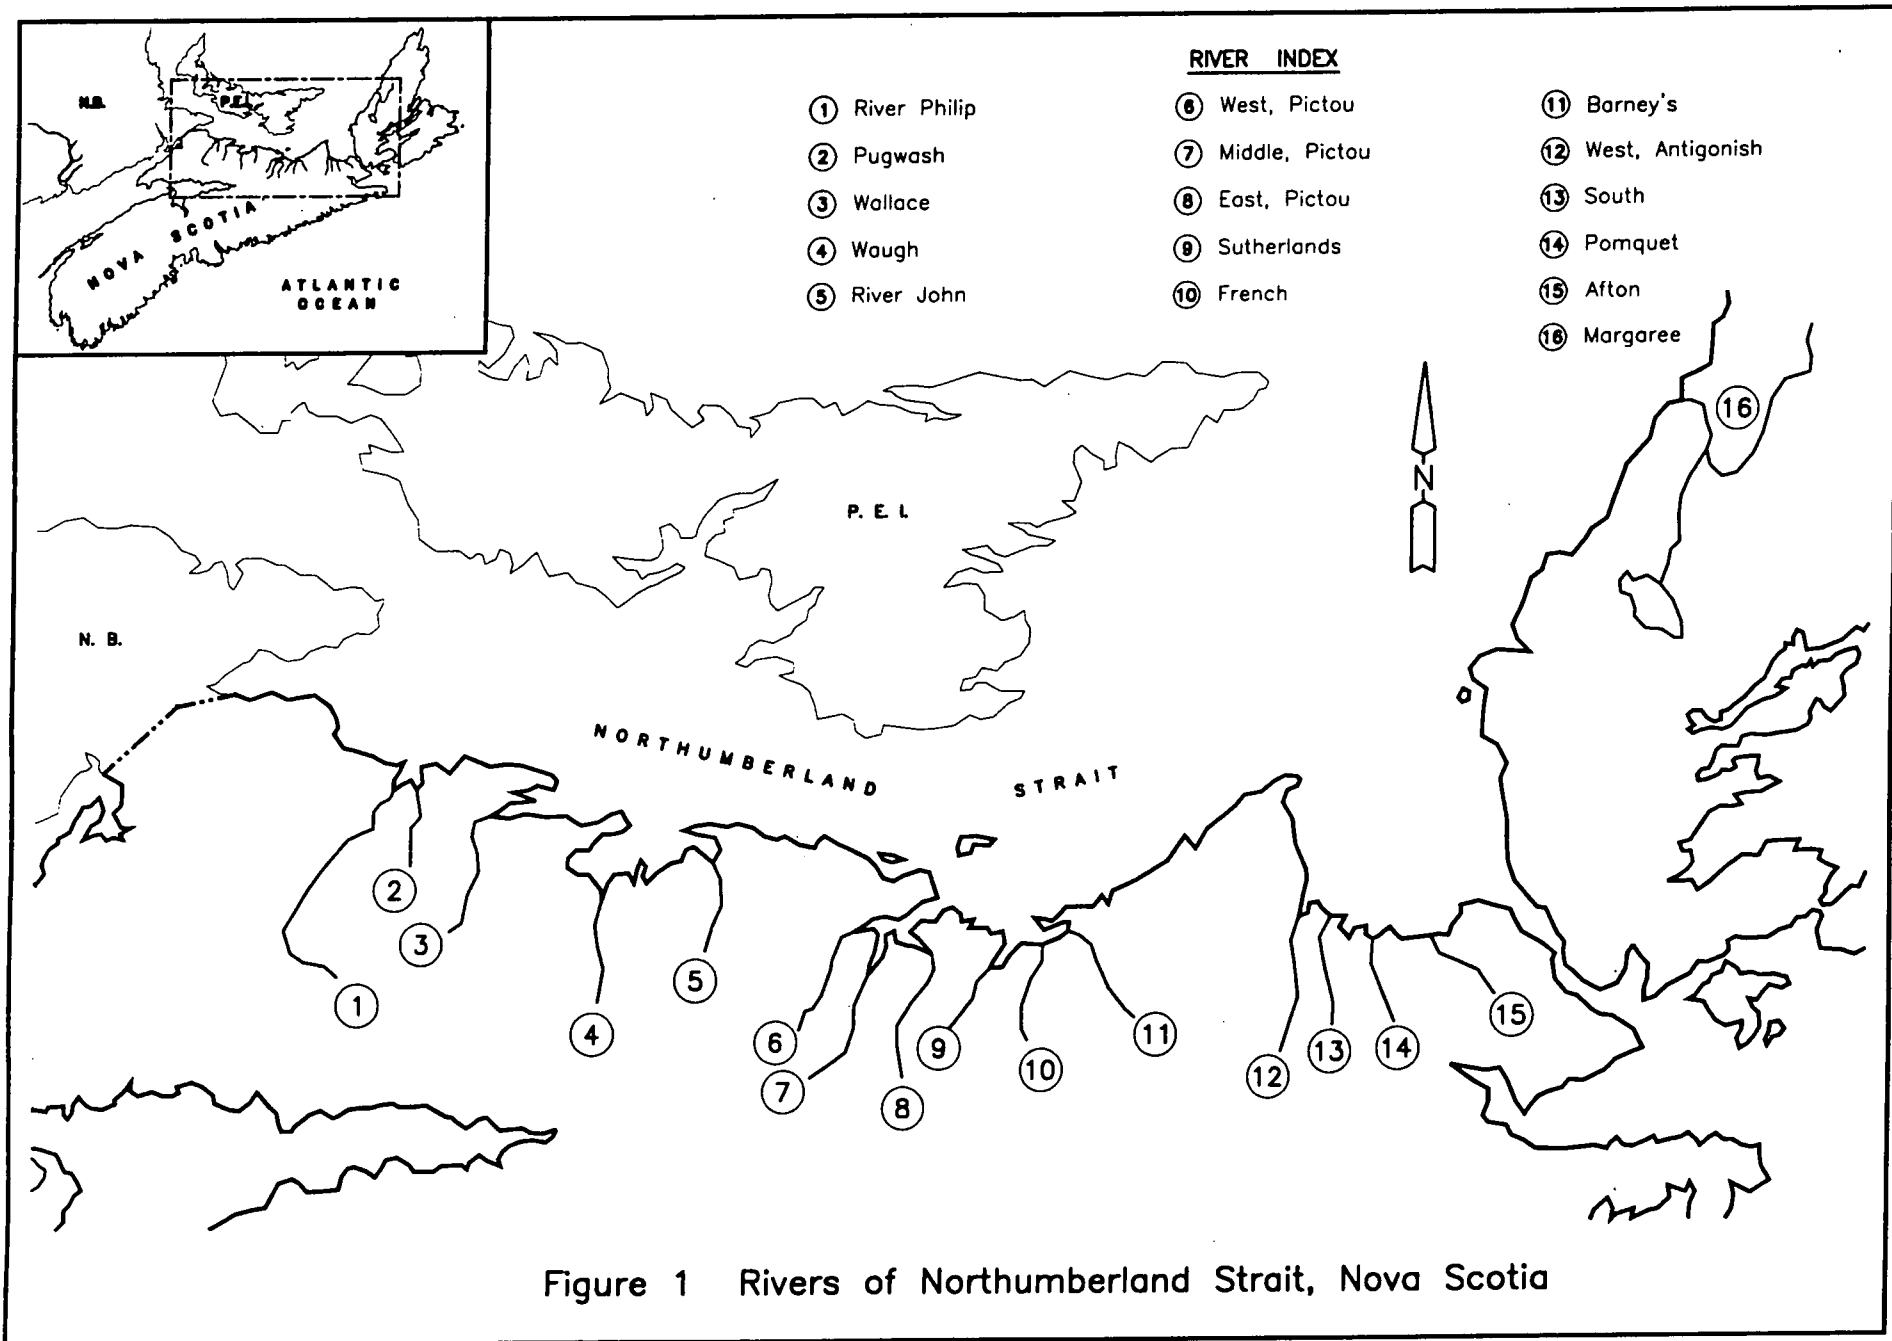 N.B.
P.E.I.
NOVA SCOTIA
ATLANTIC
OCEAN
RIVER INDEX
1 River Philip
2 Pugwash
3 Wallace
4 Waugh
5 River John
6 West, Pictou
7 Middle, Pictou
8 East, Pictou
9 Sutherlands
10 French
11 Barney's
12 West, Antigonish
13 South
14 Pomquet
15 Afton
16 Margaree
16
N
P. E. I.
N. B.
NORTHUMBERLAND STRAIT
2
3
1
5
4
6
7
8
9
10
11
12
13
14
15
Figure 1 Rivers of Northumberland Strait, Nova Scotia